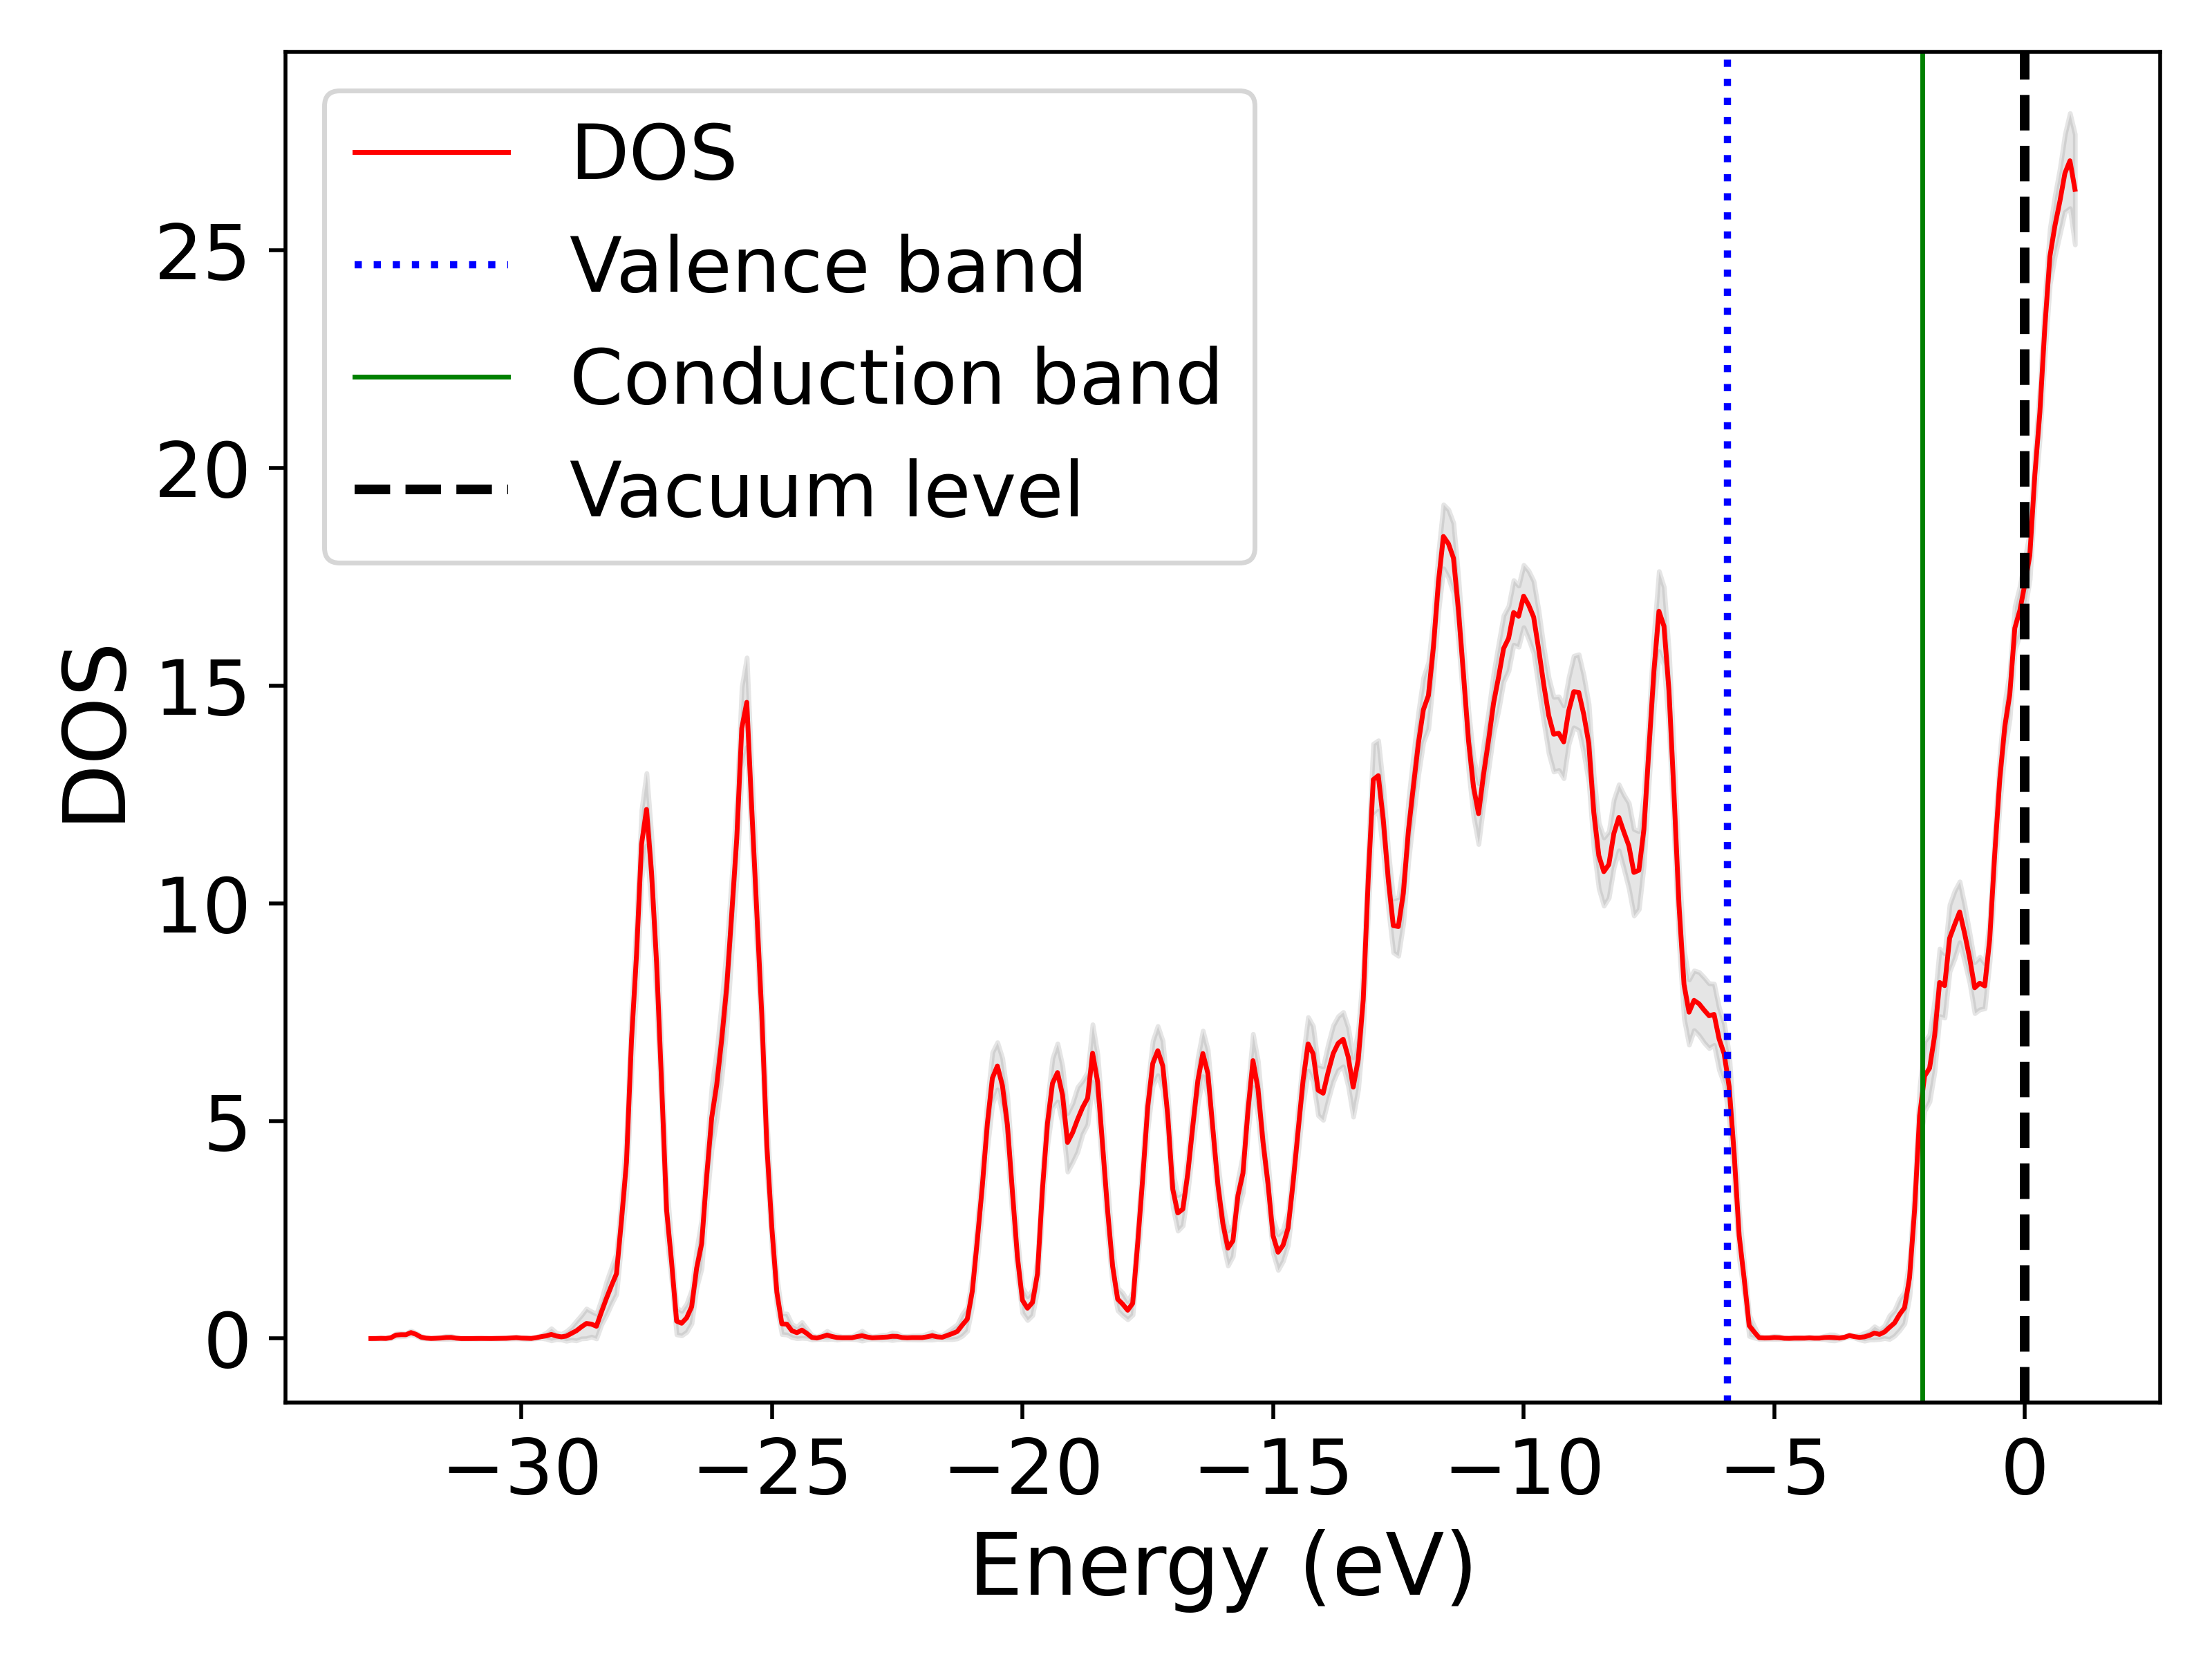 DOS
Valence band
Conduction band
Vacuum level
DOS
25
20
15
10
5
0
−30 −25 −20 −15 −10 −5 0
Energy (eV)